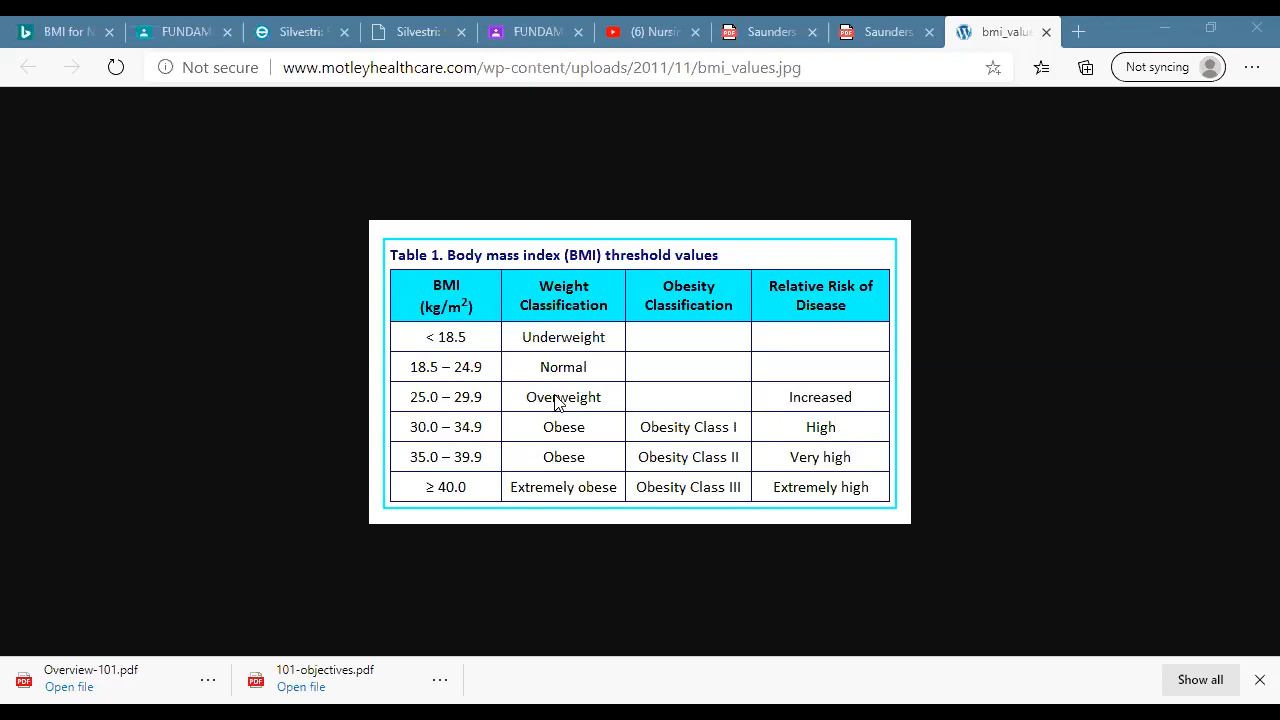 BMI for N
FUNDAM
Silvestri:
Silvestri:
FUNDAM
(6) Nursin
Saunders
Saunders
bmi_value
Not secure
www.motleyhealthcare.com/wp-content/uploads/2011/11/bmi_values.jpg
Not syncing
Table 1. Body mass index (BMI) threshold values
BMI (kg/m²) Weight Classification Obesity Classification Relative Risk of Disease
< 18.5 Underweight
18.5 – 24.9 Normal
25.0 – 29.9 Overweight Increased
30.0 – 34.9 Obese Obesity Class I High
35.0 – 39.9 Obese Obesity Class II Very high
≥ 40.0 Extremely obese Obesity Class III Extremely high
Overview-101.pdf
Open file
101-objectives.pdf
Open file
Show all